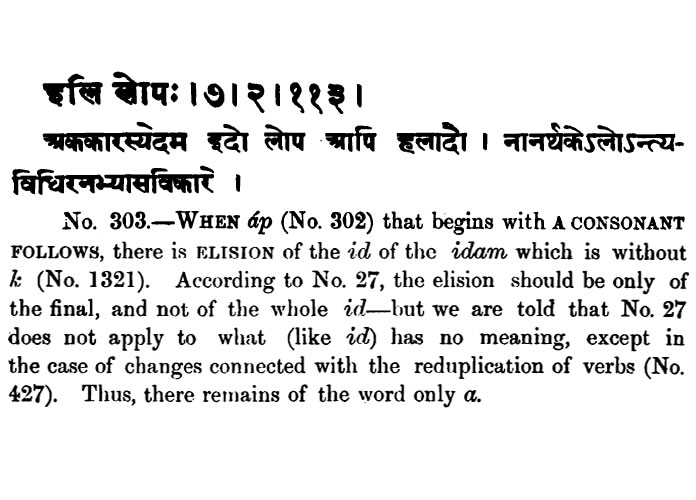 हलि लोपः । ७ । २ । ११३ ।
अककारस्येदम इदो लोप आपि हलादौ । नानर्थकेऽलोऽन्त्य-
विधिरनभ्यासविकारे ।
No. 303.—WHEN áp (No. 302) that begins with A CONSONANT
FOLLOWS, there is ELISION of the id of the idam which is without
k (No. 1321). According to No. 27, the elision should be only of
the final, and not of the whole id—but we are told that No. 27
does not apply to what (like id) has no meaning, except in
the case of changes connected with the reduplication of verbs (No.
427). Thus, there remains of the word only a.